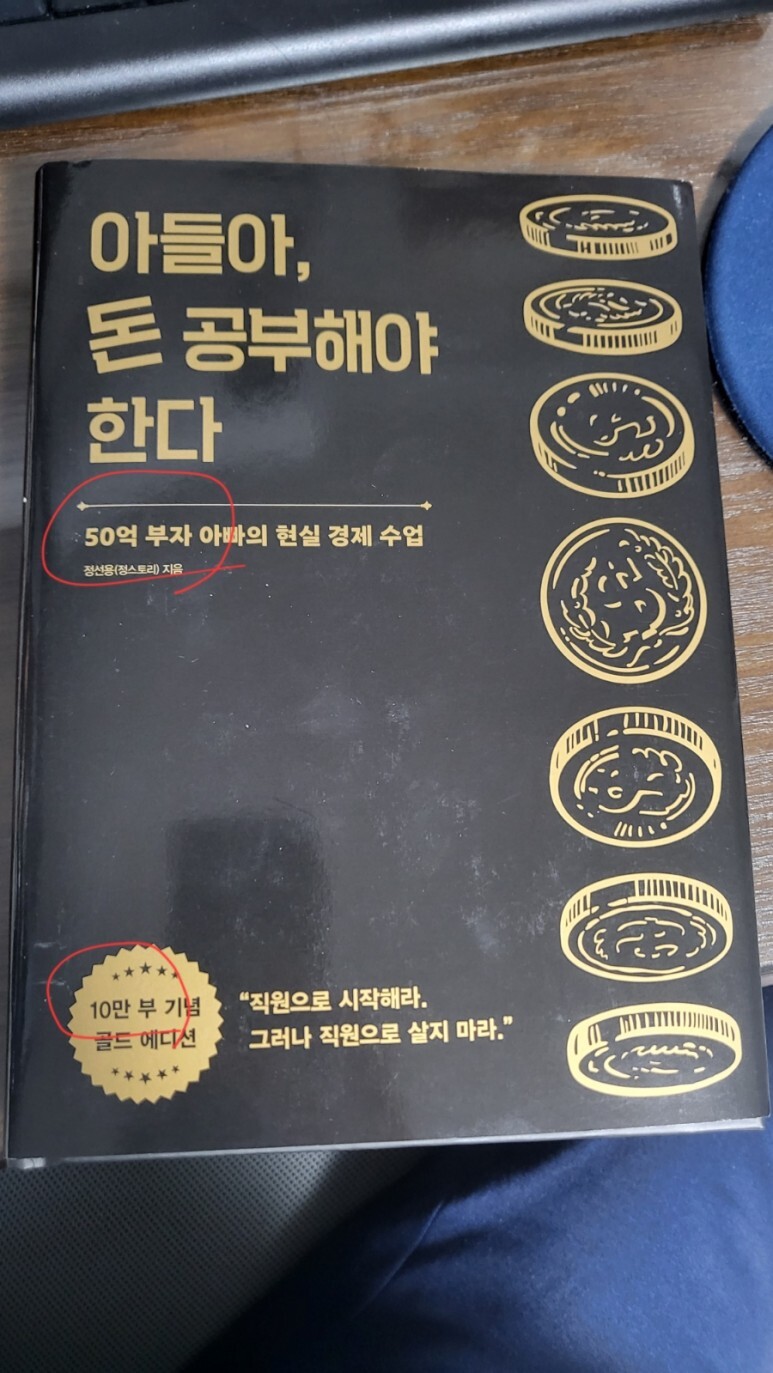 아들아,
돈 공부해야
한다
50억 부자 아빠의 현실 경제 수업
정선용(정스토리) 지음
10만 부 기념
골드 에디션
“직원으로 시작해라.
그러나 직원으로 살지 마라.”